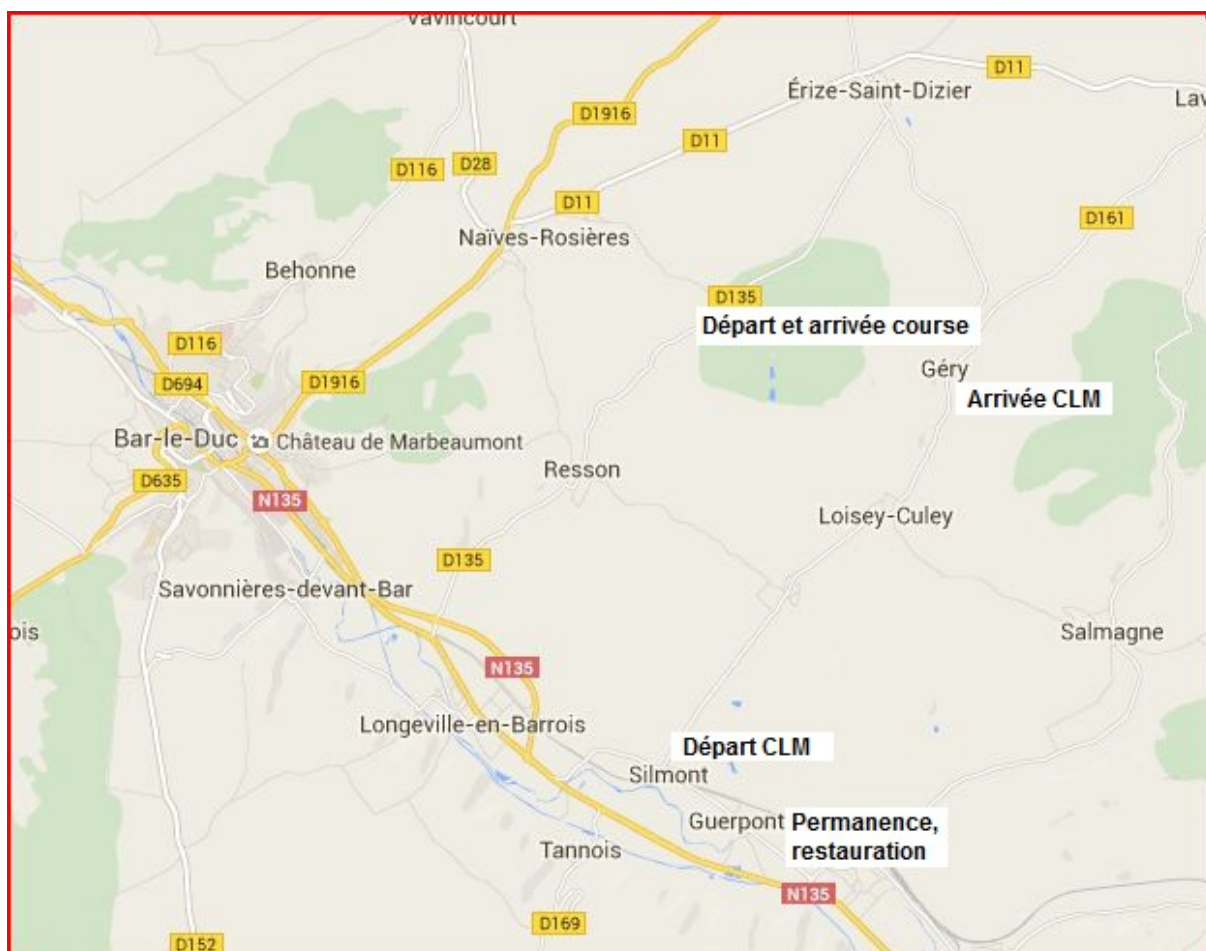 Vavincourt
D11
Érize-Saint-Dizier
Lav
D1916
D11
D116
D28
D11
D161
Naïves-Rosières
Behonne
D135
Départ et arrivée course
D116
Géry
D694
D1916
Arrivée CLM
Bar-le-Duc
Château de Marbeaumont
Resson
D635
N135
Loisey-Culey
D135
Savonnières-devant-Bar
ois
Salmagne
N135
Longeville-en-Barrois
Départ CLM
Silmont
Guerpont
Permanence,
restauration
Tannois
N135
D169
D152